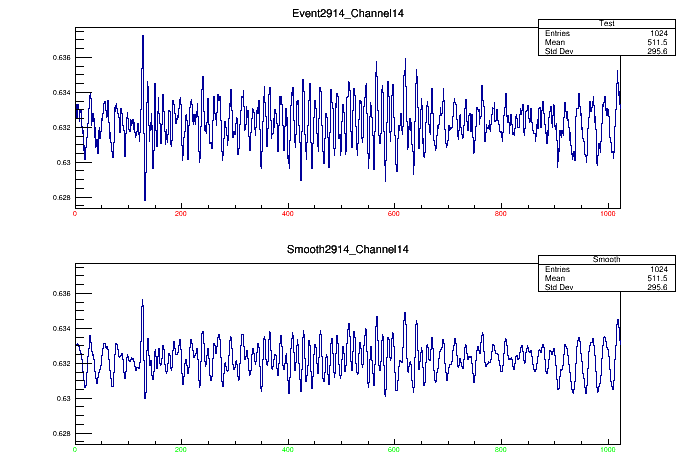 Event2914_Channel14
Test
Entries 1024
Mean 511.5
Std Dev 295.6
0.636
0.634
0.632
0.63
0.628
0 200 400 600 800 1000
Smooth2914_Channel14
Smooth
Entries 1024
Mean 511.5
Std Dev 295.6
0.636
0.634
0.632
0.63
0.628
0 200 400 600 800 1000